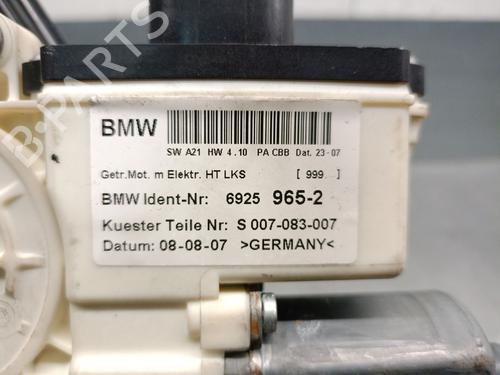 BMW
SW A21 HW 4.10 PA CBB Dat. 23-07
Getr.Mot. m Elektr. HT LKS [ 999 ]
BMW Ident-Nr: 6925 965-2
Kuester Teile Nr: S 007-083-007
Datum: 08-08-07 >GERMANY<
B-PARTS